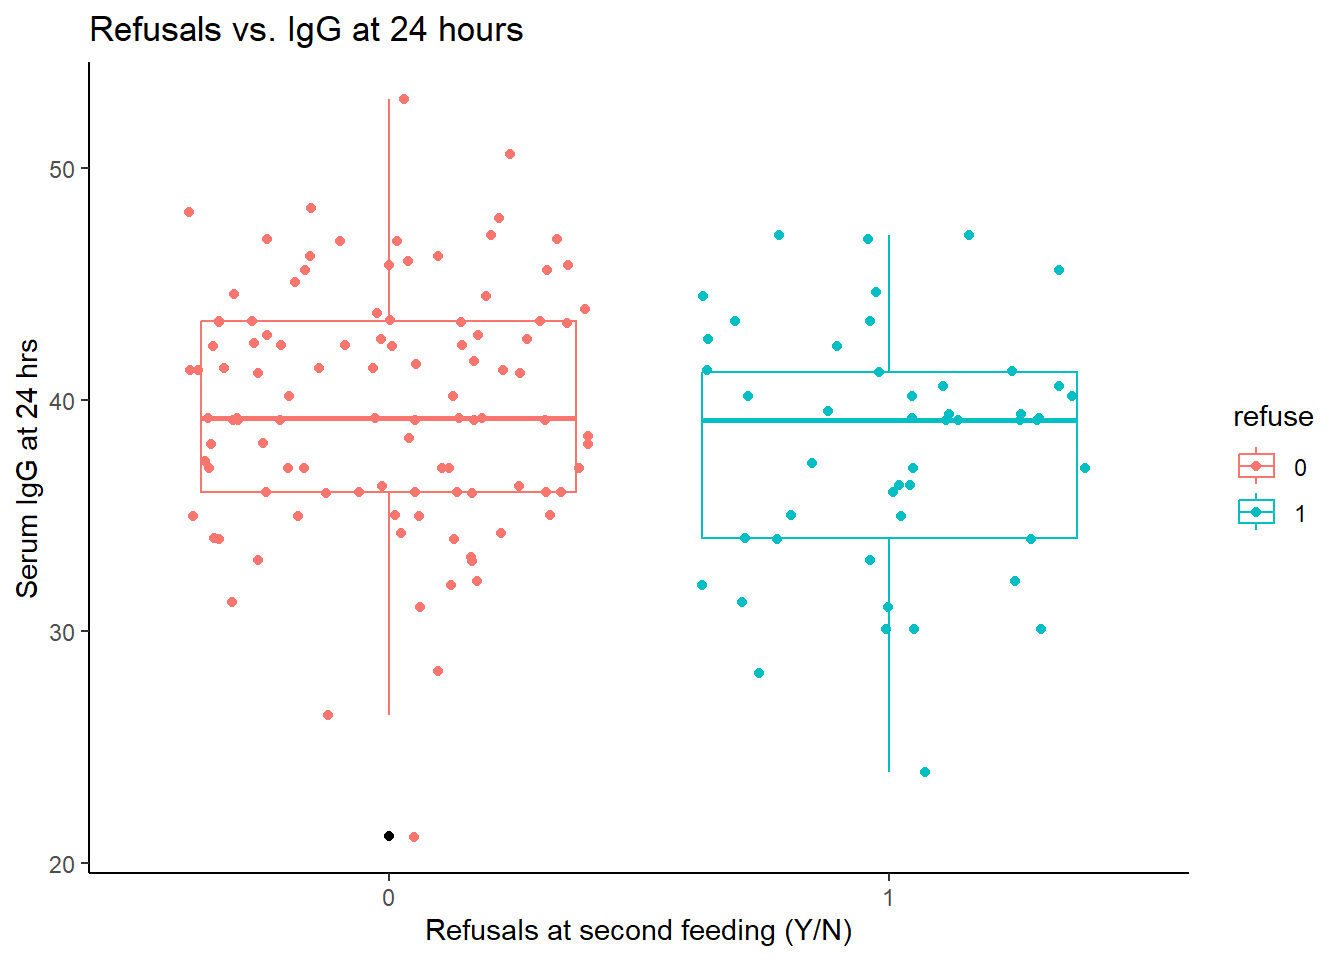 Refusals vs. IgG at 24 hours
Serum IgG at 24 hrs
50
40
30
20
0
1
Refusals at second feeding (Y/N)
refuse
0
1